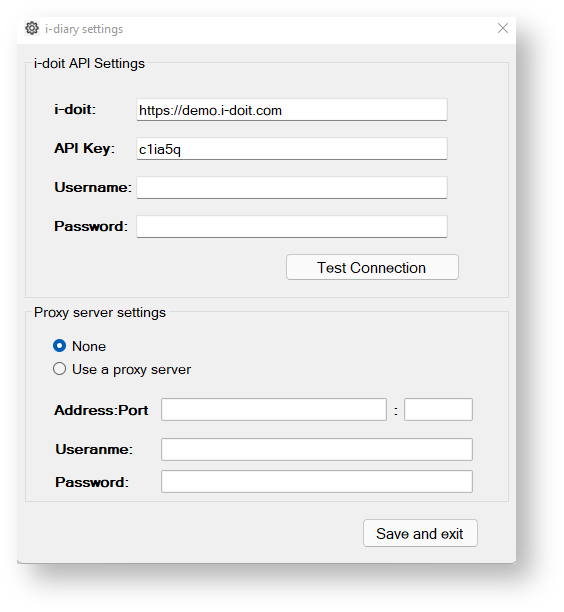 i-diary settings
i-doit API Settings
i-doit: https://demo.i-doit.com
API Key: c1ia5q
Username:
Password:
Test Connection
Proxy server settings
None
Use a proxy server
Address:Port :
Useranme:
Password:
Save and exit